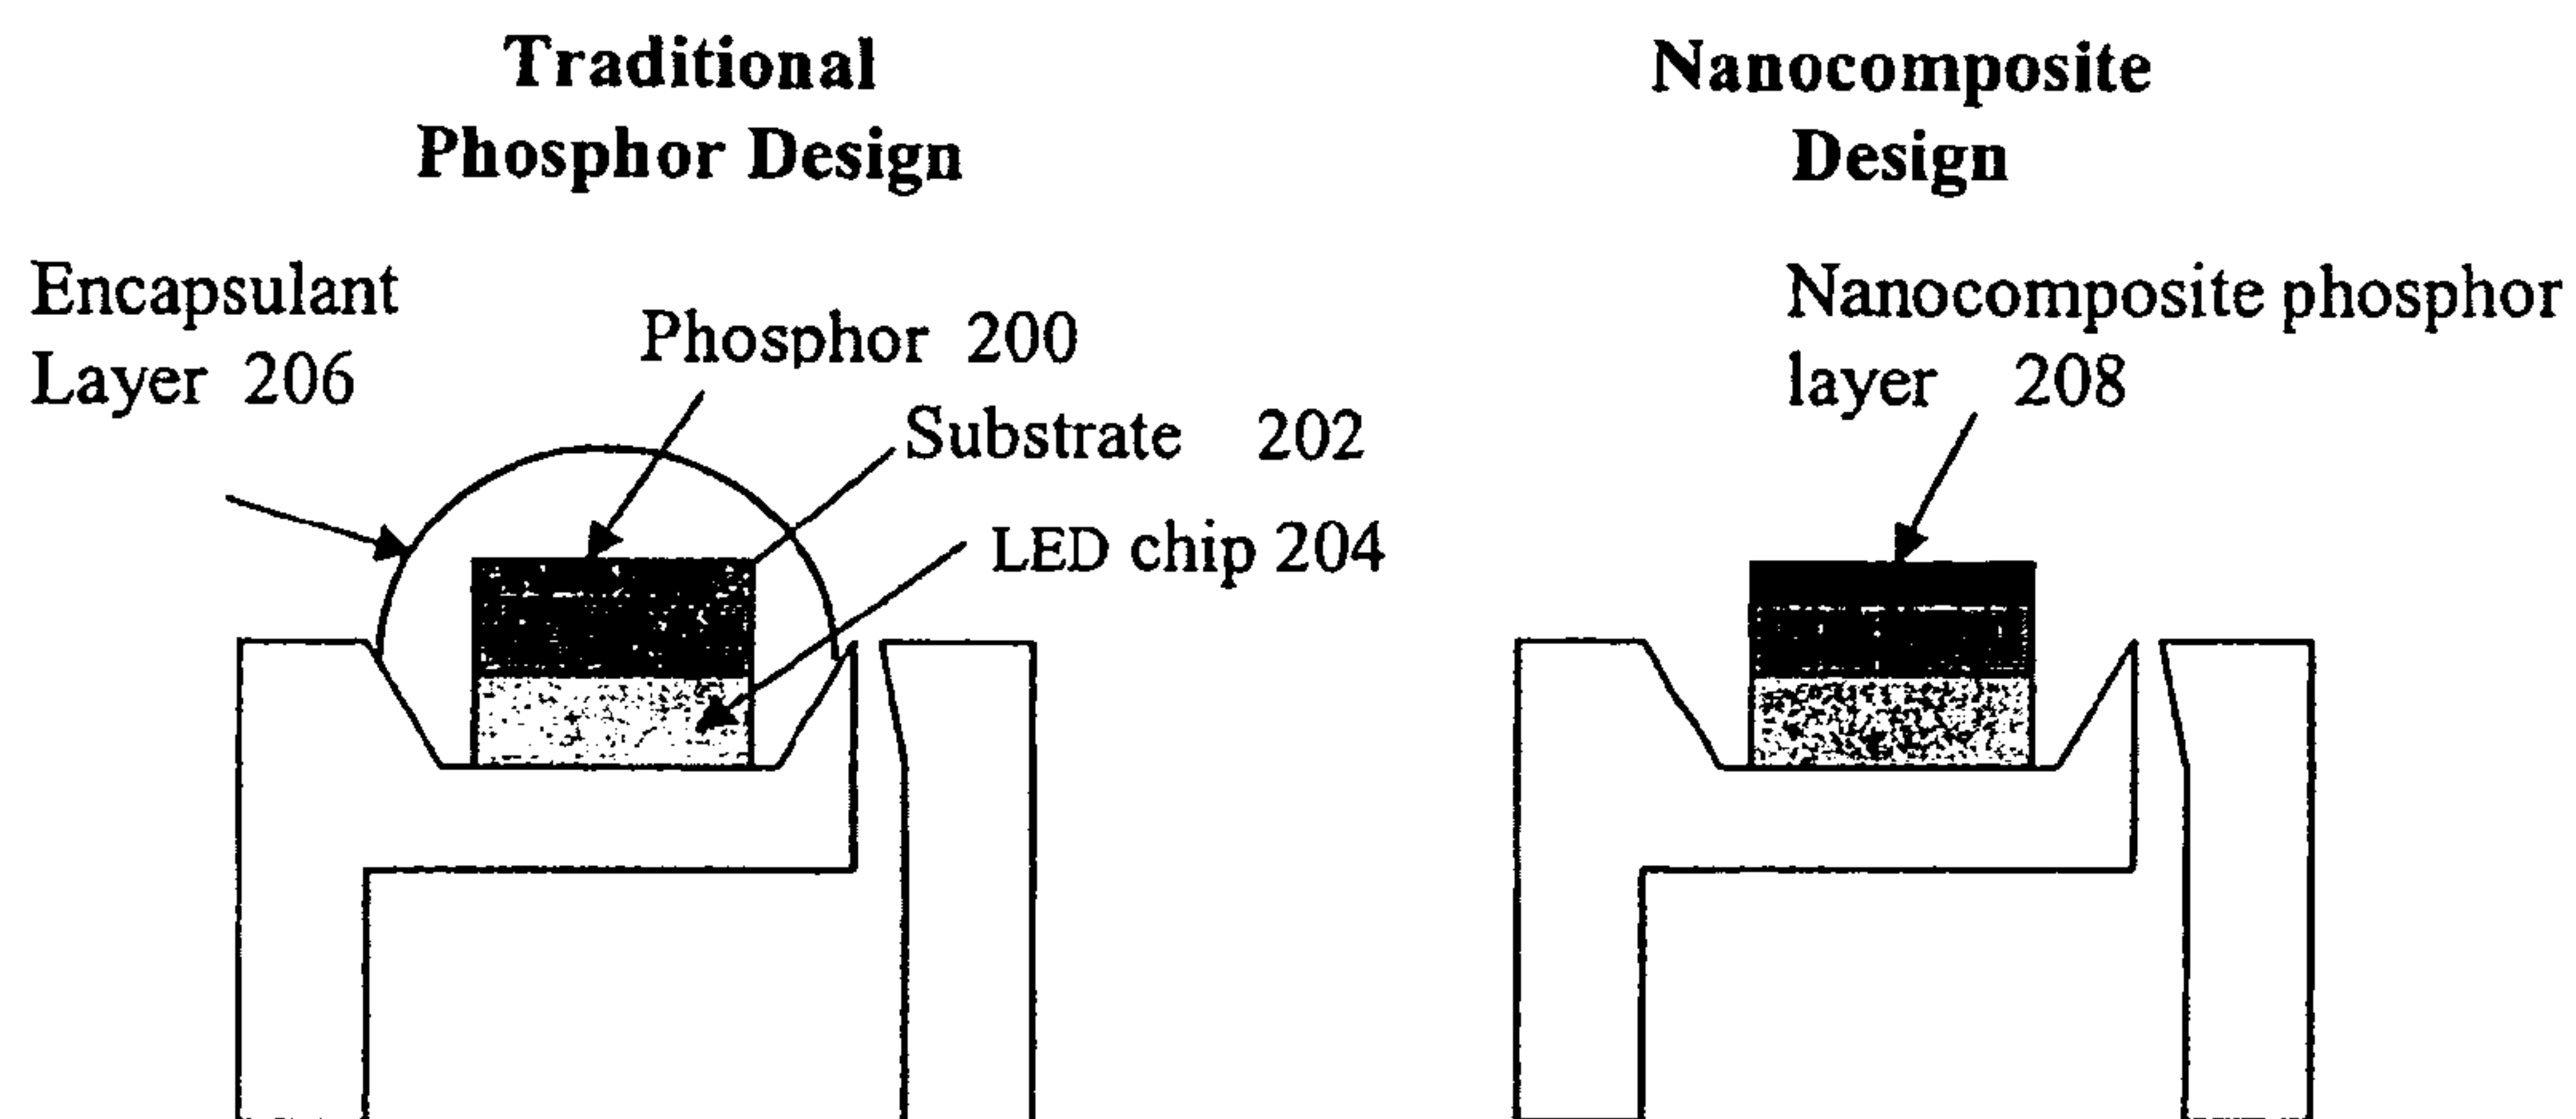 Traditional
Phosphor Design
Nanocomposite
Design
Encapsulant
Layer 206
Phosphor 200
Substrate 202
LED chip 204
Nanocomposite phosphor
layer 208